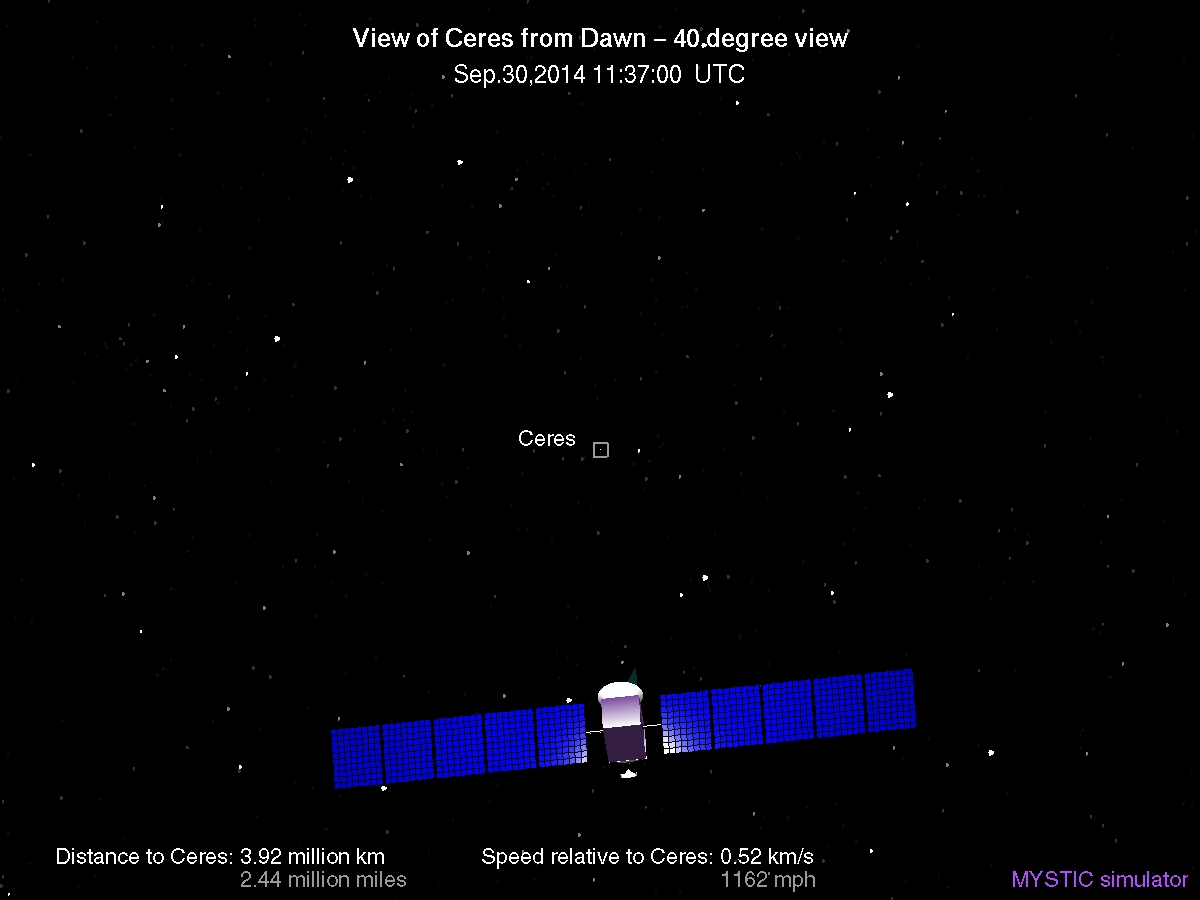 View of Ceres from Dawn – 40 degree view
Sep.30,2014 11:37:00 UTC
Ceres
Distance to Ceres: 3.92 million km
2.44 million miles
Speed relative to Ceres: 0.52 km/s
1162 mph
MYSTIC simulator